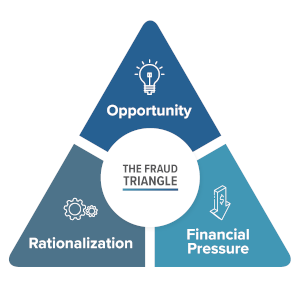 Opportunity
THE FRAUD
TRIANGLE
Rationalization
$
Financial
Pressure